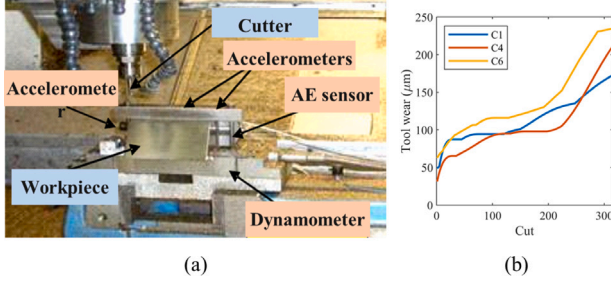 Cutter
Accelerometers
Acceleromete
r
AE sensor
Workpiece
Dynamometer
(a)
250
200
150
100
50
0
Tool wear (μm)
C1
C4
C6
0
100
200
300
Cut
(b)